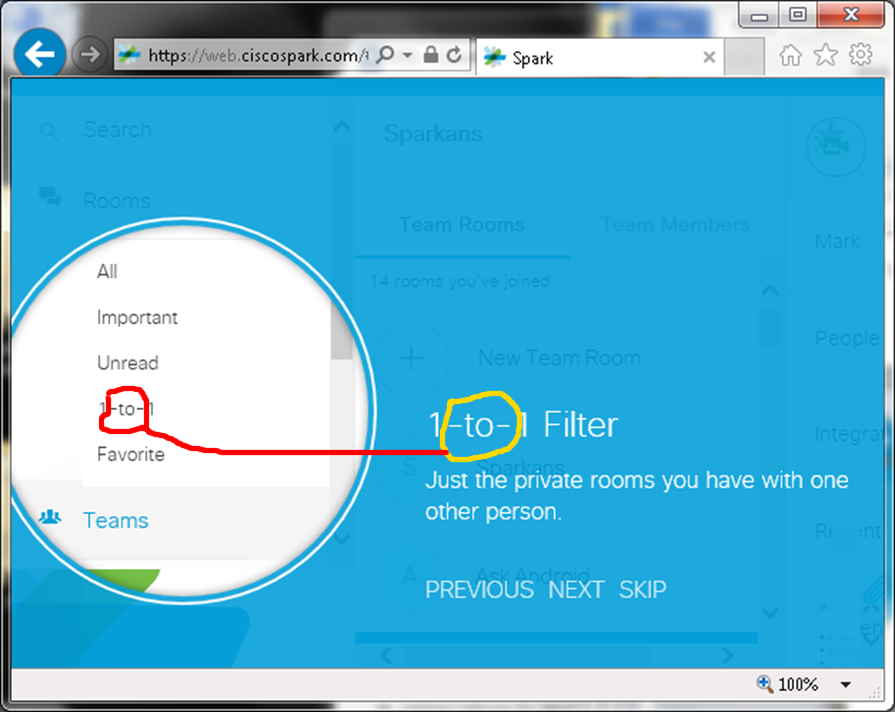 https://web.ciscospark.com/
Spark
Search
Rooms
All
Important
Unread
1-to-1
Favorite
Teams
Sparkans
Team Rooms
Team Members
14 rooms you've joined
New Team Room
1-to-1 Filter
S
Sparkans
Just the private rooms you have with one
other person.
A
Ask Android
PREVIOUS NEXT SKIP
Mark
People
100%